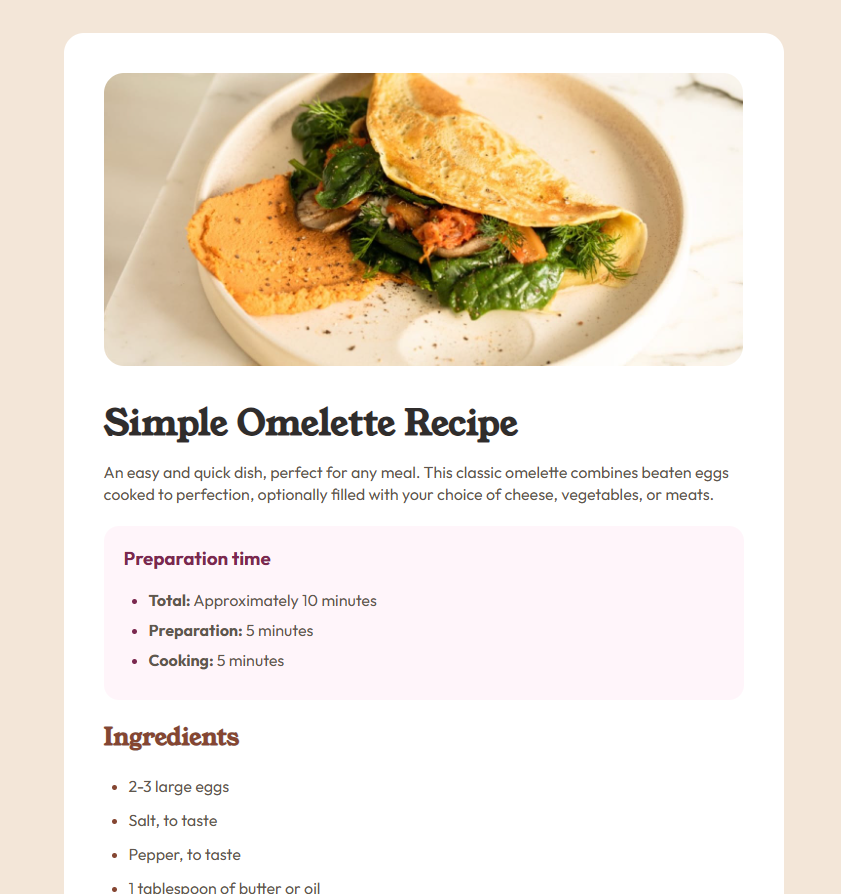 Simple Omelette Recipe
An easy and quick dish, perfect for any meal. This classic omelette combines beaten eggs
cooked to perfection, optionally filled with your choice of cheese, vegetables, or meats.
Preparation time
Total: Approximately 10 minutes
Preparation: 5 minutes
Cooking: 5 minutes
Ingredients
2-3 large eggs
Salt, to taste
Pepper, to taste
1 tablespoon of butter or oil